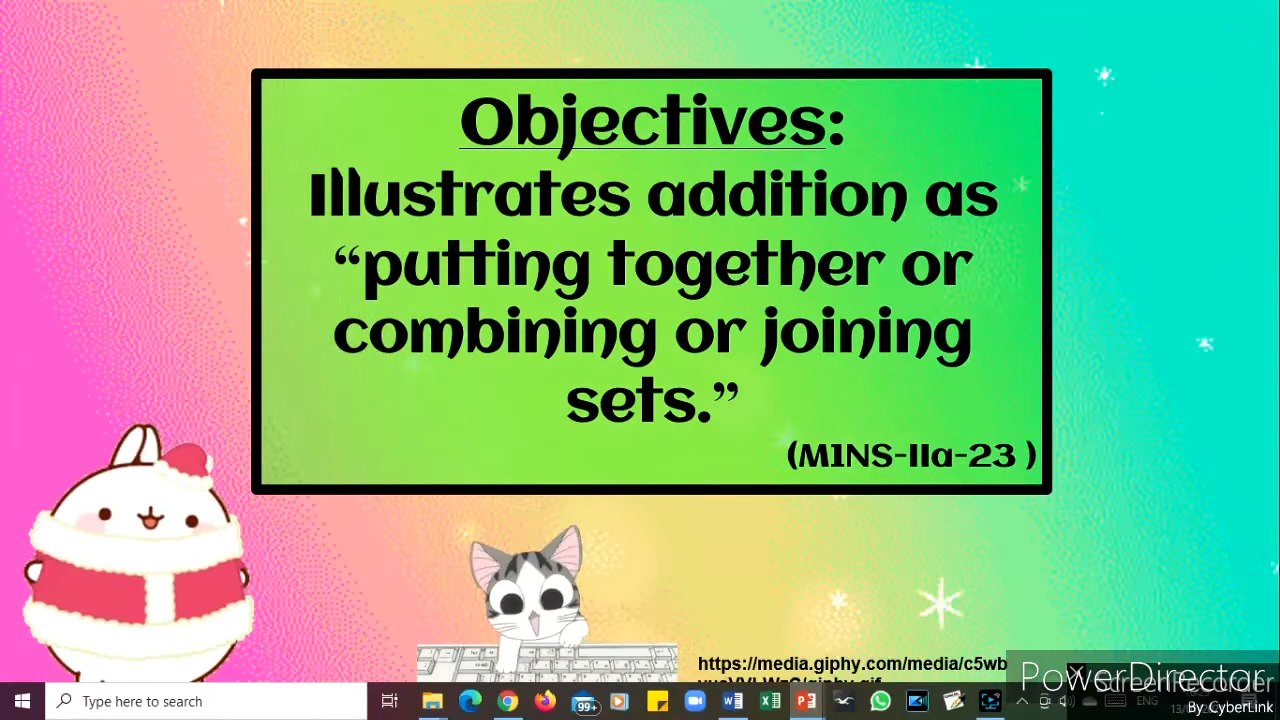 Objectives:
Illustrates addition as
“putting together or
combining or joining
sets.”
(M1NS-IIa-23 )
https://media.giphy.com/media/c5wb
PowerDirector
By CyberLink
Type here to search
99+
ENG